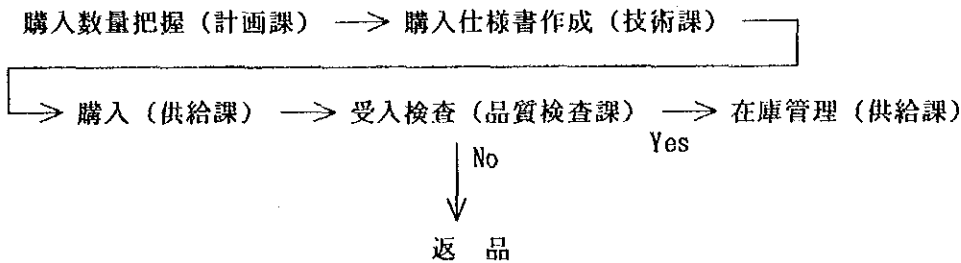 購入数量把握（計画課） → 購入仕様書作成（技術課）
→ 購入（供給課） → 受入検査（品質検査課） → 在庫管理（供給課）
No
Yes
返 品